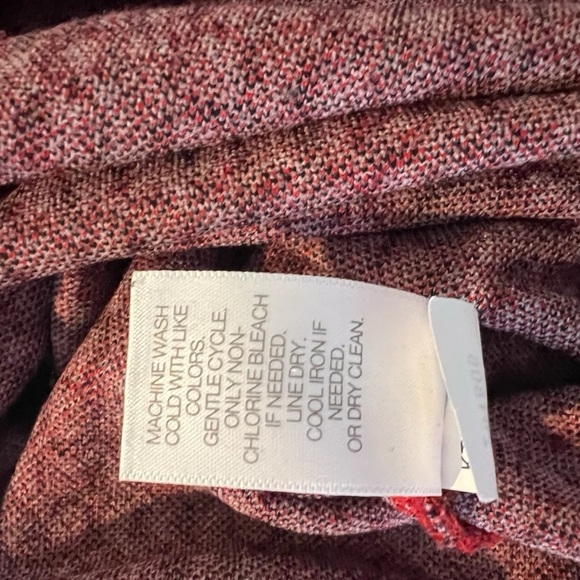 MACHINE WASH
COLD WITH LIKE
COLORS.
GENTLE CYCLE.
ONLY NON-
CHLORINE BLEACH
IF NEEDED.
LINE DRY.
COOL IRON IF
NEEDED.
OR DRY CLEAN.